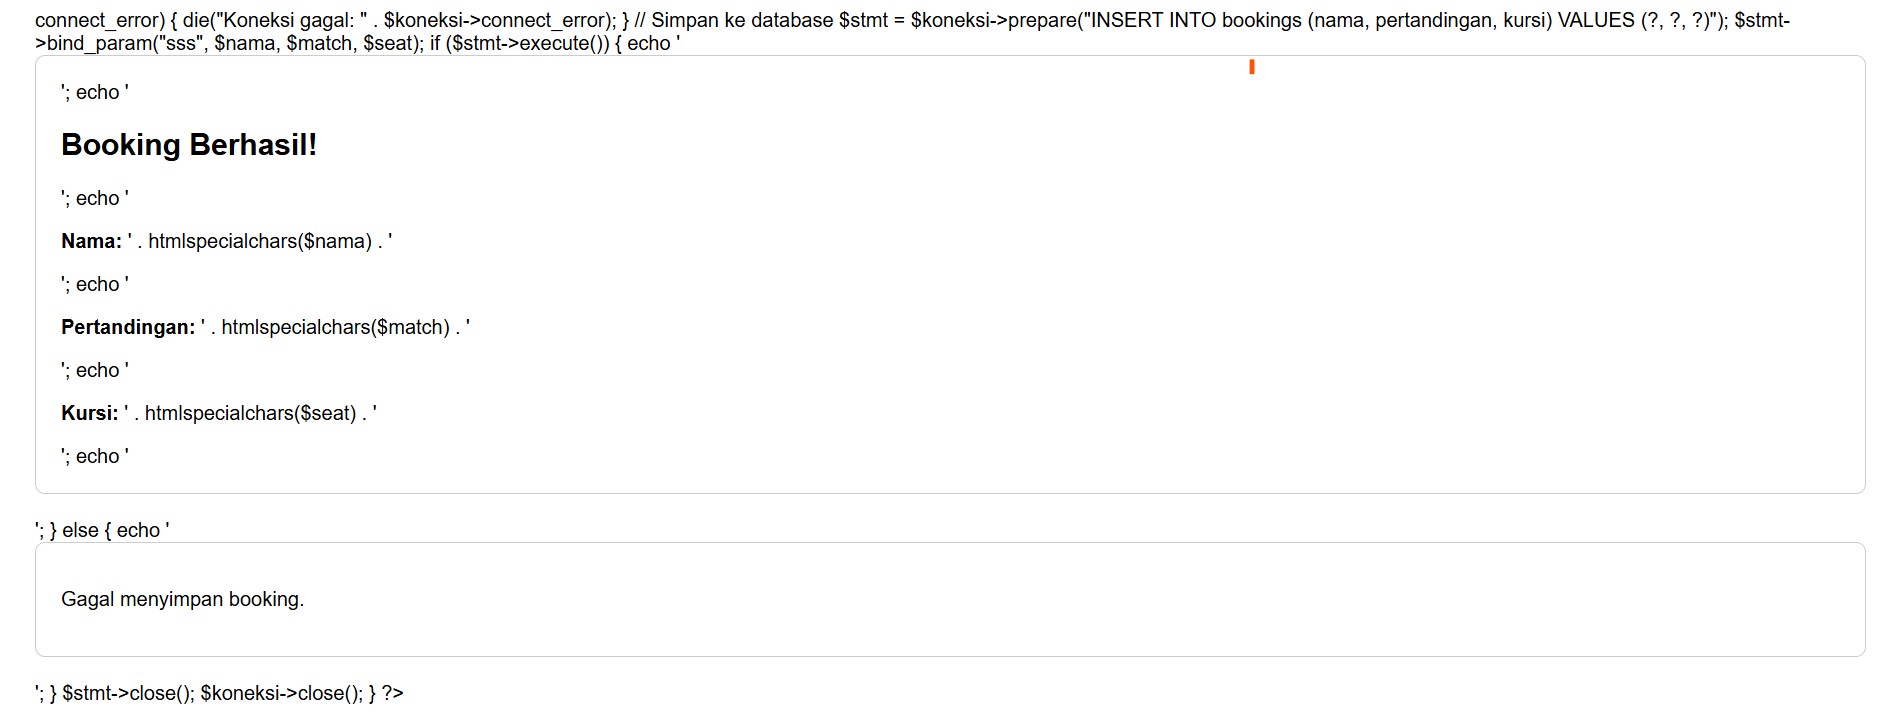 connect_error) { die("Koneksi gagal: " . $koneksi->connect_error); } // Simpan ke database $stmt = $koneksi->prepare("INSERT INTO bookings (nama, pertandingan, kursi) VALUES (?, ?, ?)"); $stmt-
>bind_param("sss", $nama, $match, $seat); if ($stmt->execute()) { echo '
'; echo '
Booking Berhasil!
'; echo '
Nama: ' . htmlspecialchars($nama) . '
'; echo '
Pertandingan: ' . htmlspecialchars($match) . '
'; echo '
Kursi: ' . htmlspecialchars($seat) . '
'; echo '
'; } else { echo '
Gagal menyimpan booking.
'; } $stmt->close(); $koneksi->close(); } ?>